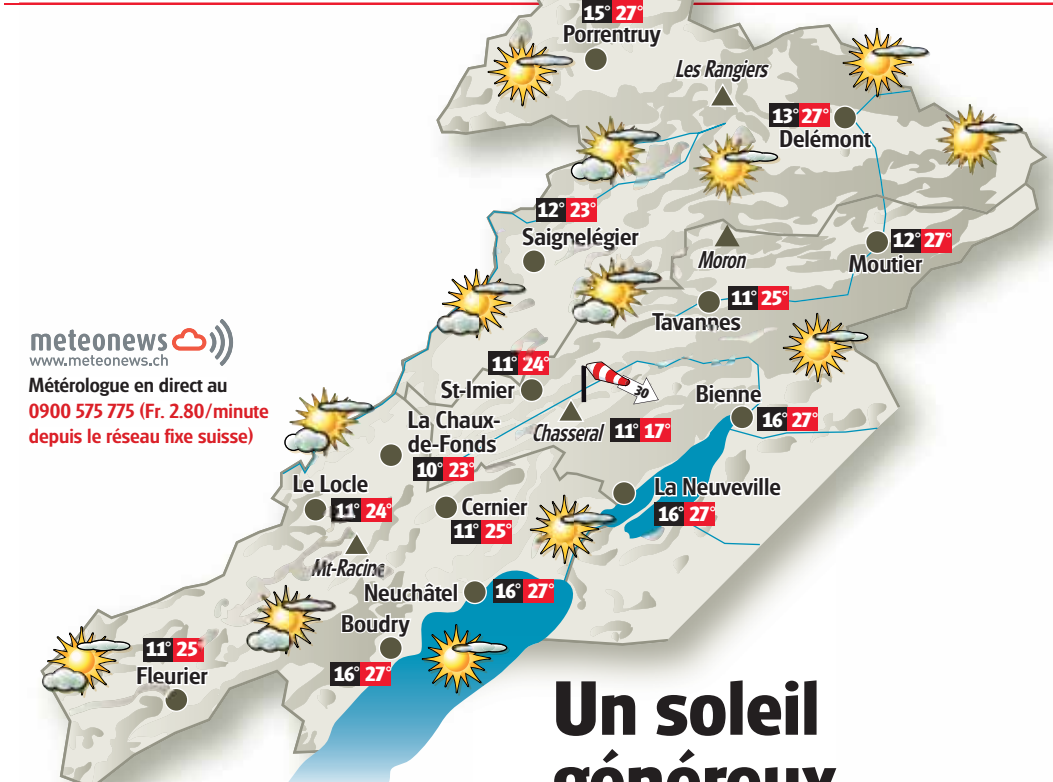 15° 27°
Porrentruy
Les Rangiers
13° 27°
Delémont
12° 23°
Saignelégier
Moron
12° 27°
Moutier
11° 25°
Tavannes
meteonews
www.meteonews.ch
Météorologue en direct au
0900 575 775 (Fr. 2.80/minute
depuis le réseau fixe suisse)
11° 24°
St-Imier
30
Bienne
16° 27°
Chasseral 11° 17°
La Chaux-
de-Fonds
10° 23°
Le Locle
11° 24°
Cernier
11° 25°
La Neuveville
16° 27°
Mt-Racine
Neuchâtel 16° 27°
Boudry
16° 27°
11° 25°
Fleurier
Un soleil
généreux